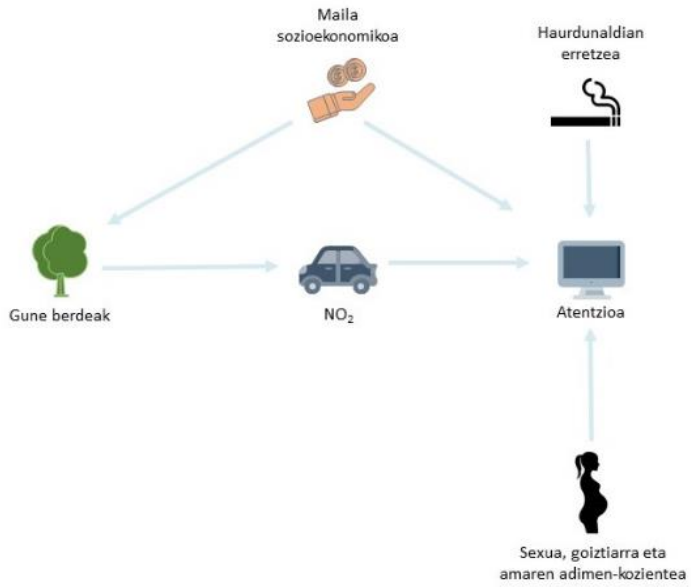 Maila
sozioekonomikoa
Haurdunaldian
erretzea
Gune berdeak
NO₂
Atentzioa
Sexua, goiztiarra eta
amaren adimen-kozientea